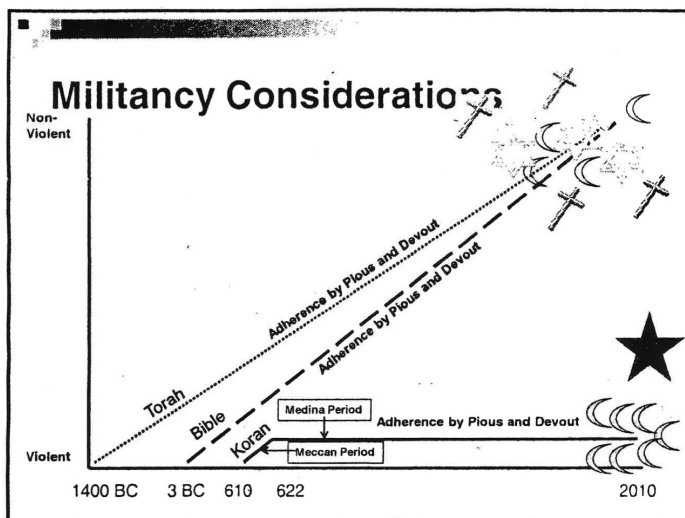 Militancy Considerations
Non-
Violent
Adherence by Pious and Devout
Adherence by Pious and Devout
Torah
Bible
Koran
Medina Period
Adherence by Pious and Devout
Meccan Period
Violent
1400 BC 3 BC 610 622 2010